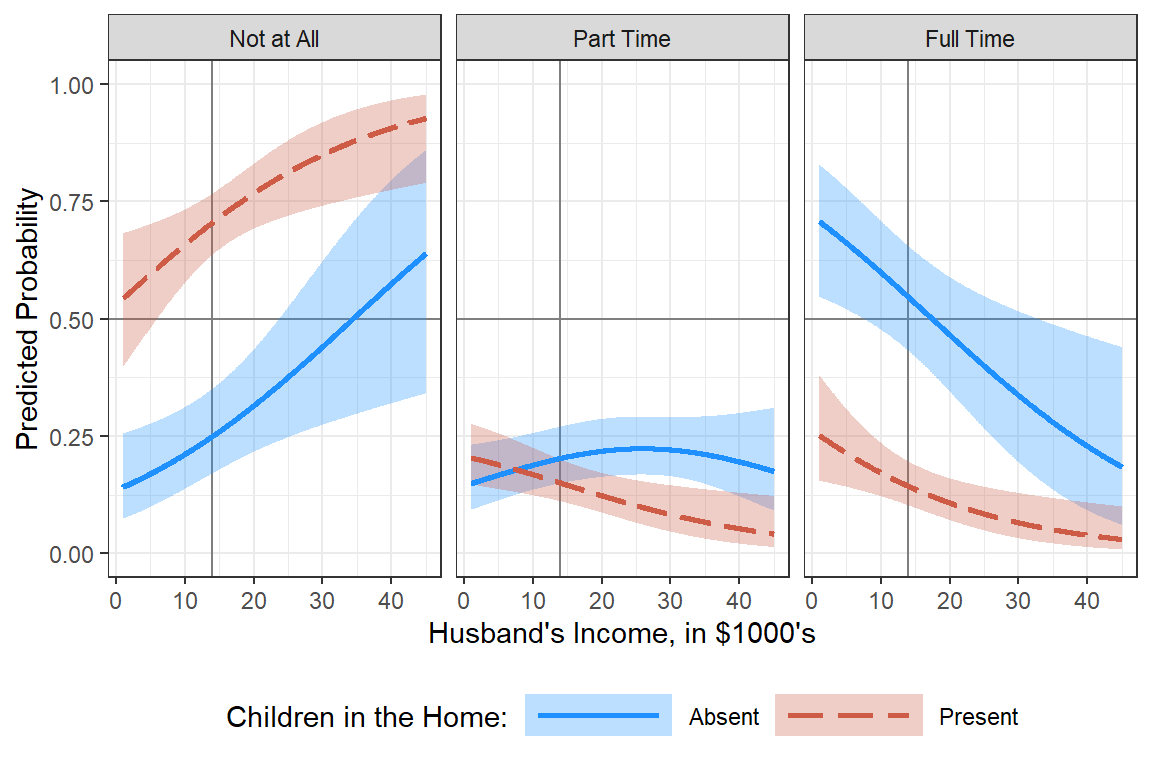 Not at All
Part Time
Full Time
Predicted Probability
1.00
0.75
0.50
0.25
0.00
0 10 20 30 40
0 10 20 30 40
0 10 20 30 40
Husband's Income, in $1000's
Children in the Home: Absent Present